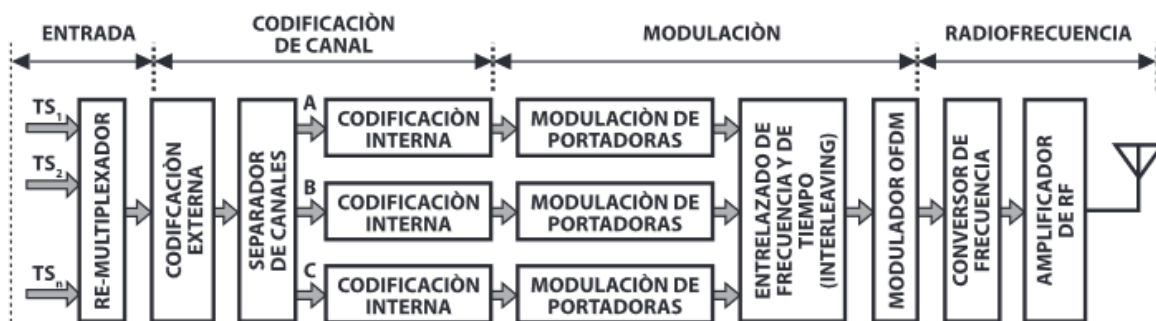 ENTRADA
CODIFICACIÒN
DE CANAL
MODULACIÒN
RADIOFRECUENCIA
TS1
TS2
TSn
RE-MULTIPLEXADOR
CODIFCACIÒN
EXTERNA
SEPARADOR
DE CANALES
A
CODIFICACIÒN
INTERNA
MODULACIÒN DE
PORTADORAS
B
CODIFICACIÒN
INTERNA
MODULACIÒN DE
PORTADORAS
C
CODIFICACIÒN
INTERNA
MODULACIÒN DE
PORTADORAS
ENTRELAZADO DE
FRECUENCIA Y DE
TIEMPO
(INTERLEAVING)
MODULADOR OFDM
CONVERSOR DE
FRECUENCIA
AMPLIFICADOR
DE RF